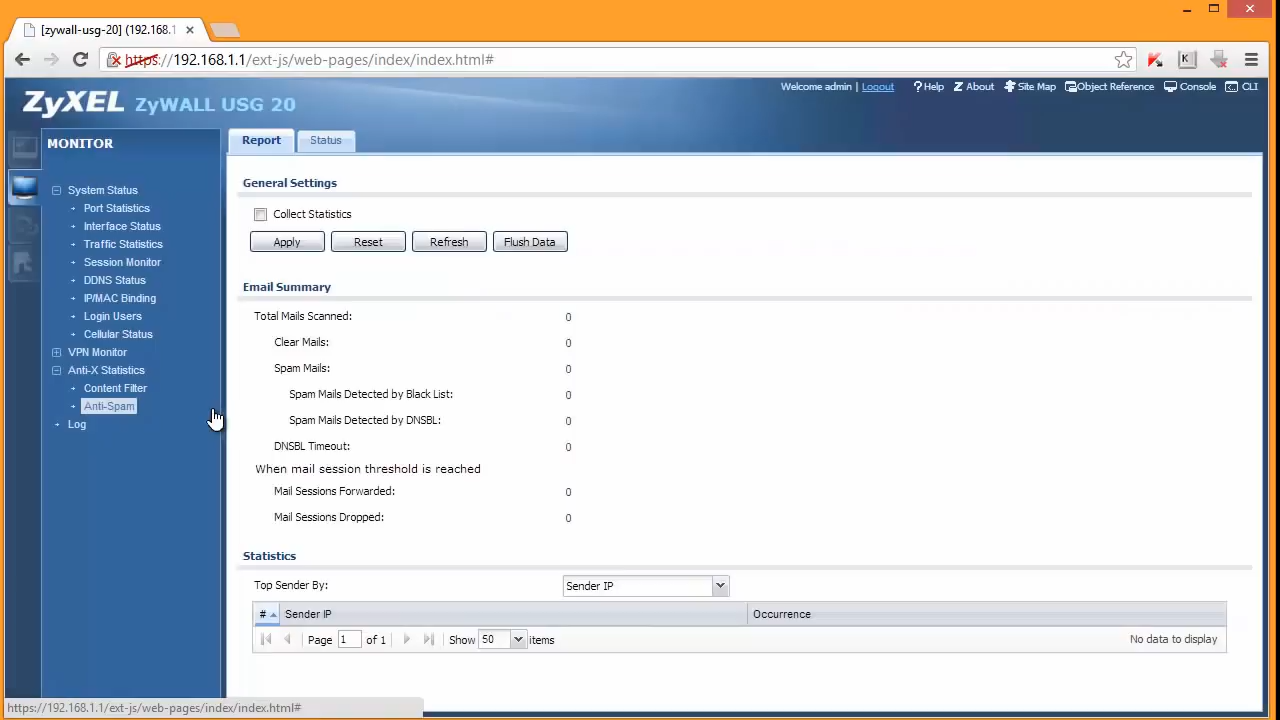 [zywall-usg-20] (192.168.1
https://192.168.1.1/ext-js/web-pages/index/index.html#
ZyXEL ZyWALL USG 20
Welcome admin | Logout ?Help Z About Site Map Object Reference Console CLI
MONITOR
System Status
Port Statistics
Interface Status
Traffic Statistics
Session Monitor
DDNS Status
IP/MAC Binding
Login Users
Cellular Status
VPN Monitor
Anti-X Statistics
Content Filter
Anti-Spam
Log
Report Status
General Settings
Collect Statistics
Apply Reset Refresh Flush Data
Email Summary
Total Mails Scanned: 0
Clear Mails: 0
Spam Mails: 0
Spam Mails Detected by Black List: 0
Spam Mails Detected by DNSBL: 0
DNSBL Timeout: 0
When mail session threshold is reached
Mail Sessions Forwarded: 0
Mail Sessions Dropped: 0
Statistics
Top Sender By: Sender IP
# Sender IP Occurrence
Page 1 of 1 Show 50 items No data to display
https://192.168.1.1/ext-js/web-pages/index/index.html#